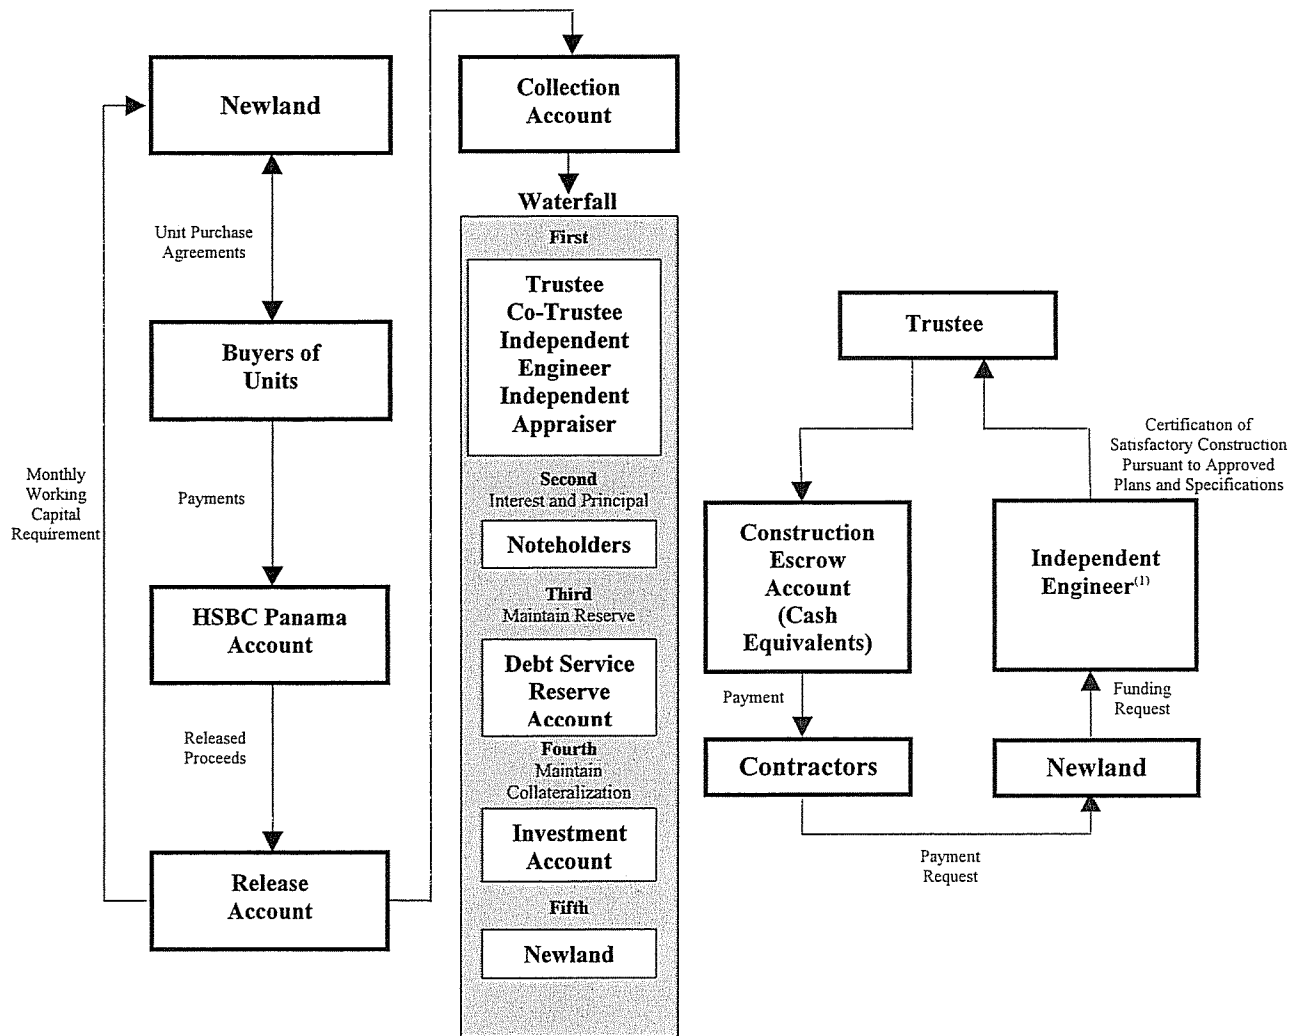 Newland
Unit Purchase
Agreements
Buyers of
Units
Payments
Monthly
Working
Capital
Requirement
HSBC Panama
Account
Released
Proceeds
Release
Account
Collection
Account
Waterfall
First
Trustee
Co-Trustee
Independent
Engineer
Independent
Appraiser
Second
Interest and Principal
Noteholders
Third
Maintain Reserve
Debt Service
Reserve
Account
Fourth
Maintain
Collateralization
Investment
Account
Fifth
Newland
Trustee
Certification of
Satisfactory Construction
Pursuant to Approved
Plans and Specifications
Construction
Escrow
Account
(Cash
Equivalents)
Independent
Engineer(1)
Payment
Funding
Request
Contractors
Newland
Payment
Request